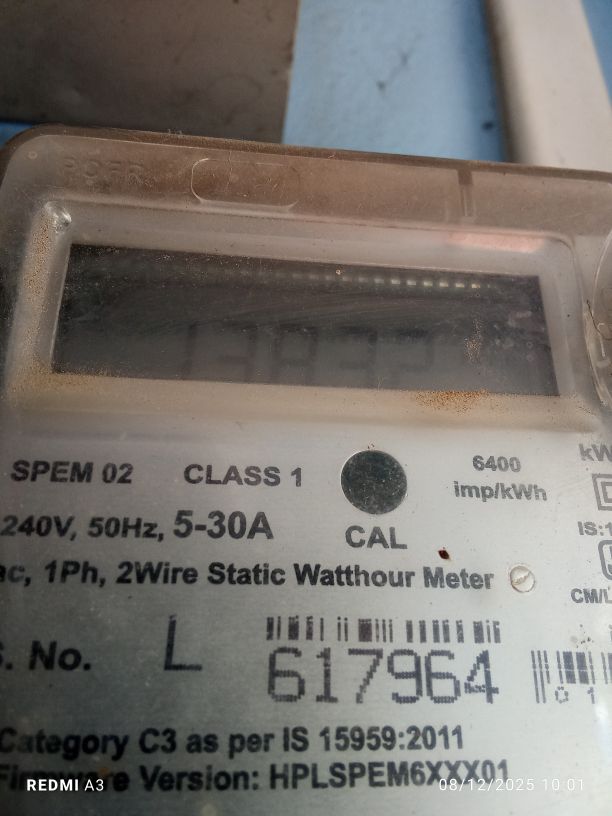 SPEM 02 CLASS 1
6400
imp/kWh
240V, 50Hz, 5-30A
CAL
ac, 1Ph, 2Wire Static Watthour Meter
S. No. L 617964
Category C3 as per IS 15959:2011
Version: HPLSPEM6XXX01
REDMI A3
08/12/2025 10:01